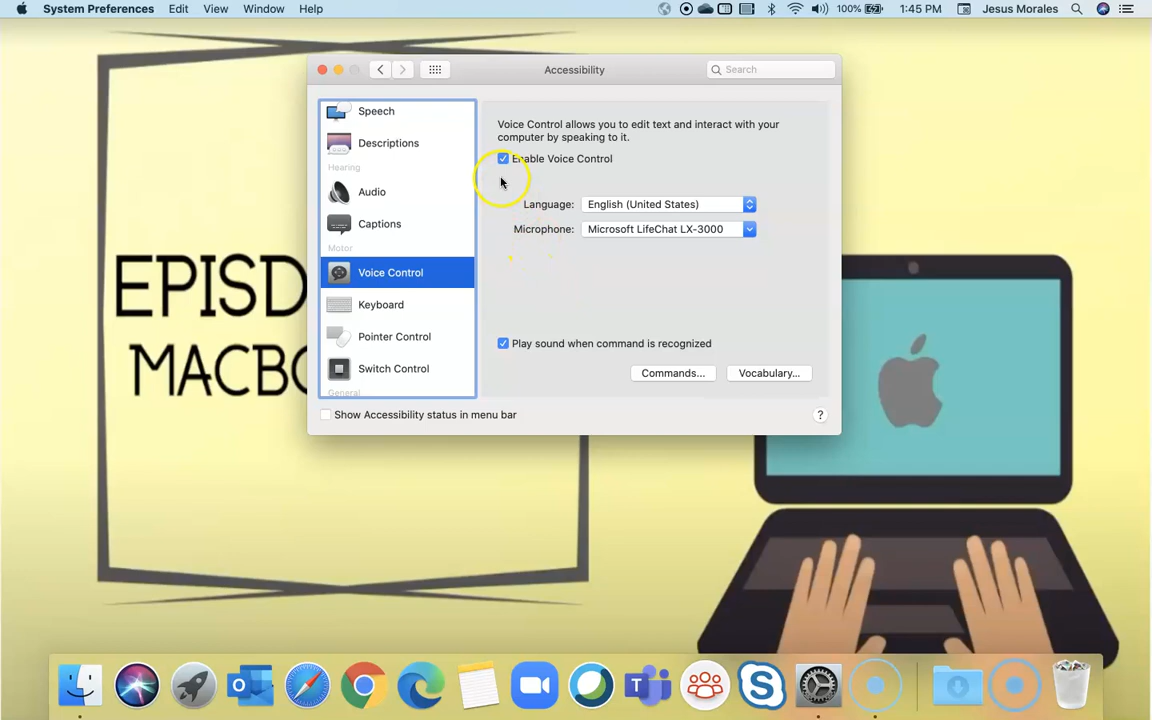 System Preferences Edit View Window Help 100% 1:45 PM Jesus Morales
Accessibility
Search
Speech
Descriptions
Hearing
Audio
Captions
Motor
Voice Control
Keyboard
Pointer Control
Switch Control
General
Voice Control allows you to edit text and interact with your
computer by speaking to it.
Enable Voice Control
Language: English (United States)
Microphone: Microsoft LifeChat LX-3000
Play sound when command is recognized
Commands... Vocabulary...
Show Accessibility status in menu bar
?
EPISD
MACBO